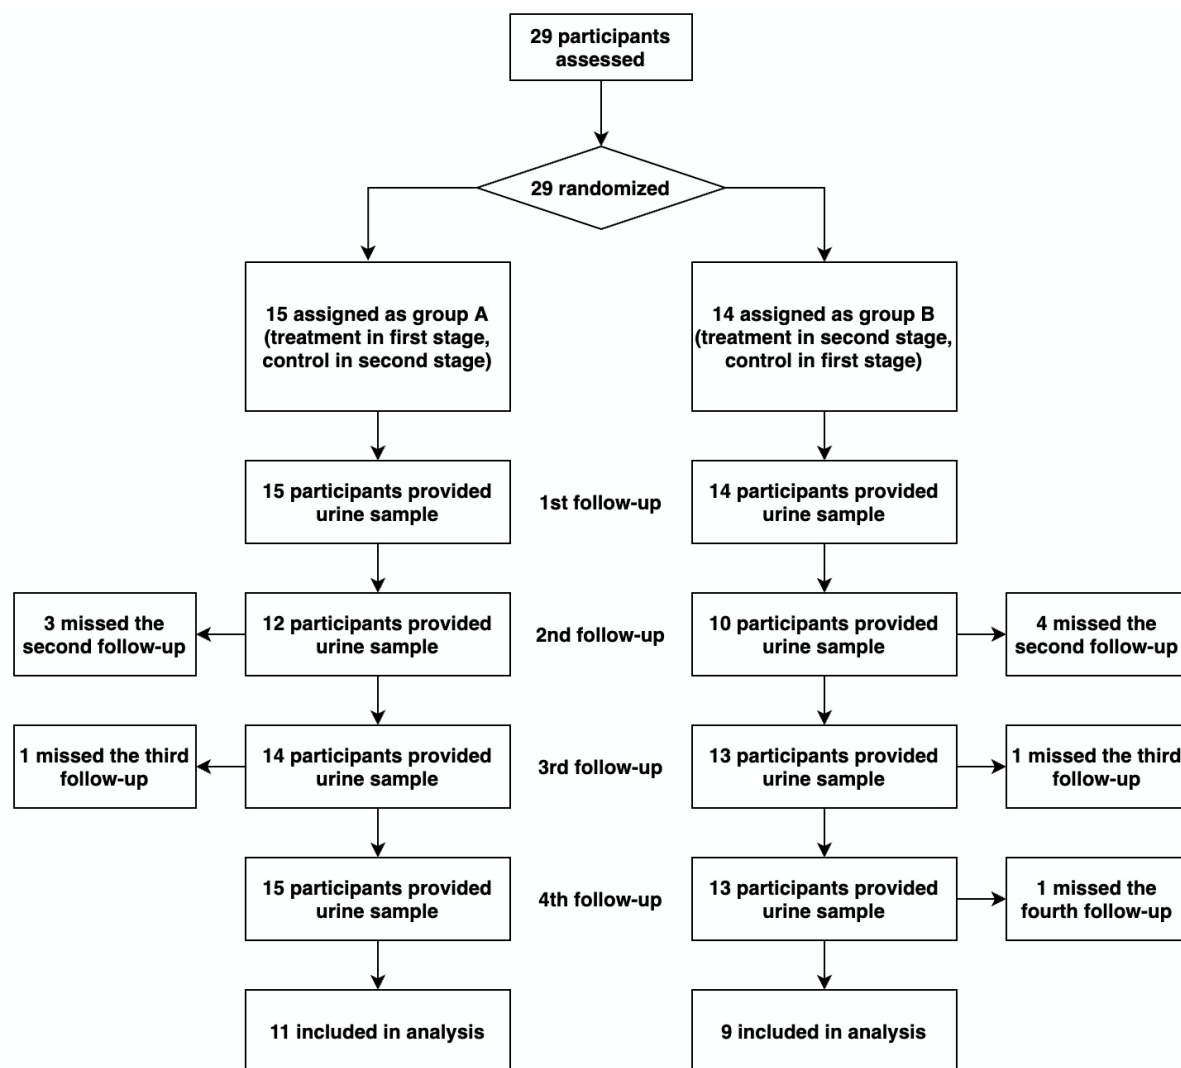 29 participants
assessed
29 randomized
15 assigned as group A
(treatment in first stage,
control in second stage)
14 assigned as group B
(treatment in second stage,
control in first stage)
15 participants provided
urine sample
1st follow-up
14 participants provided
urine sample
3 missed the
second follow-up
12 participants provided
urine sample
2nd follow-up
10 participants provided
urine sample
4 missed the
second follow-up
1 missed the third
follow-up
14 participants provided
urine sample
3rd follow-up
13 participants provided
urine sample
1 missed the third
follow-up
15 participants provided
urine sample
4th follow-up
13 participants provided
urine sample
1 missed the
fourth follow-up
11 included in analysis
9 included in analysis